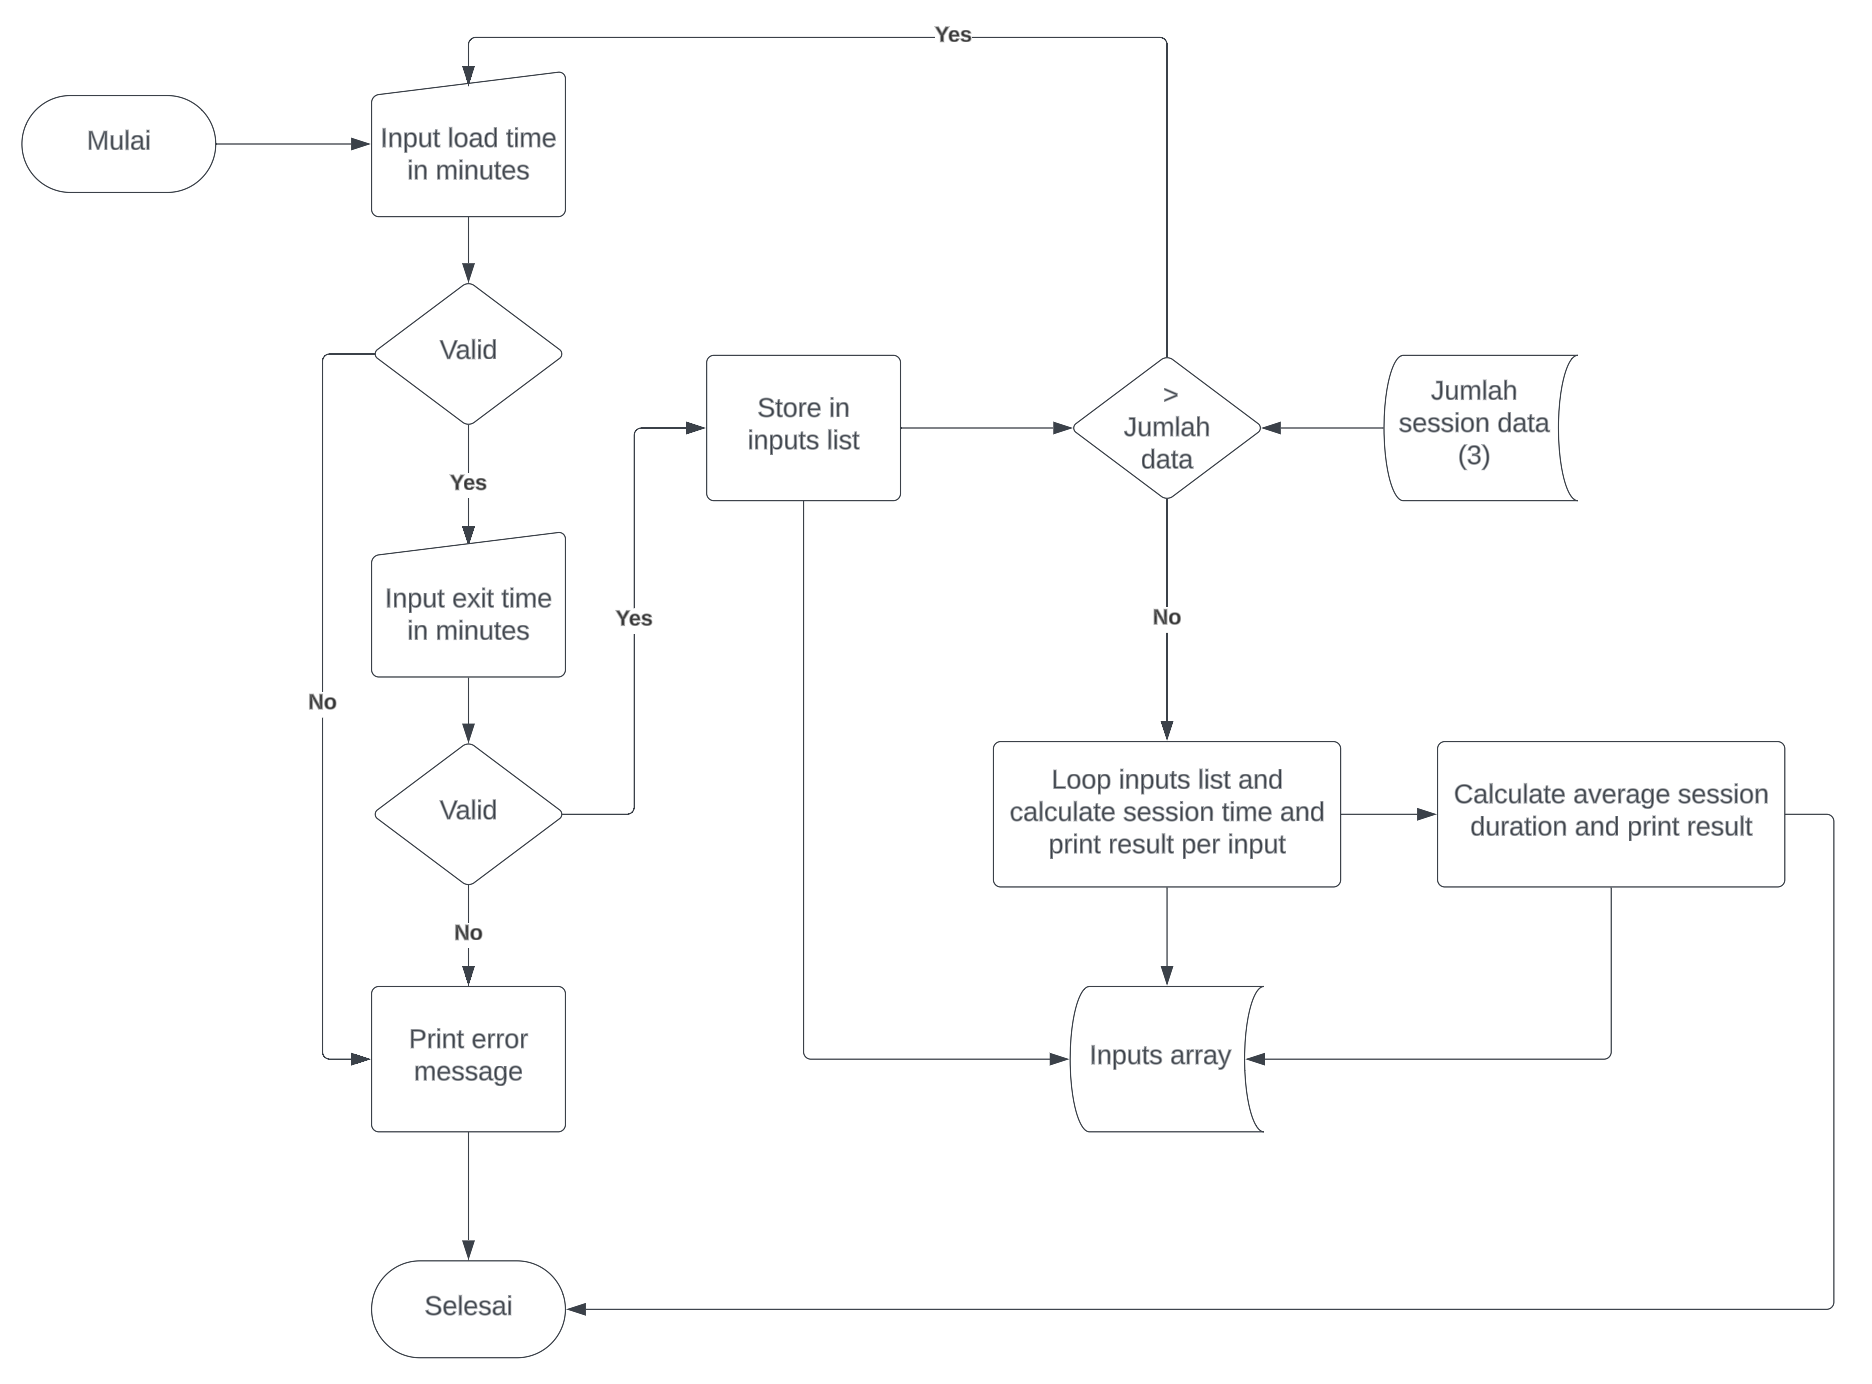 Yes
Mulai
Input load time
in minutes
Valid
Yes
Input exit time
in minutes
Valid
No
Yes
No
Print error
message
Selesai
Store in
inputs list
>
Jumlah
data
Jumlah
session data
(3)
No
Loop inputs list and
calculate session time and
print result per input
Calculate average session
duration and print result
Inputs array